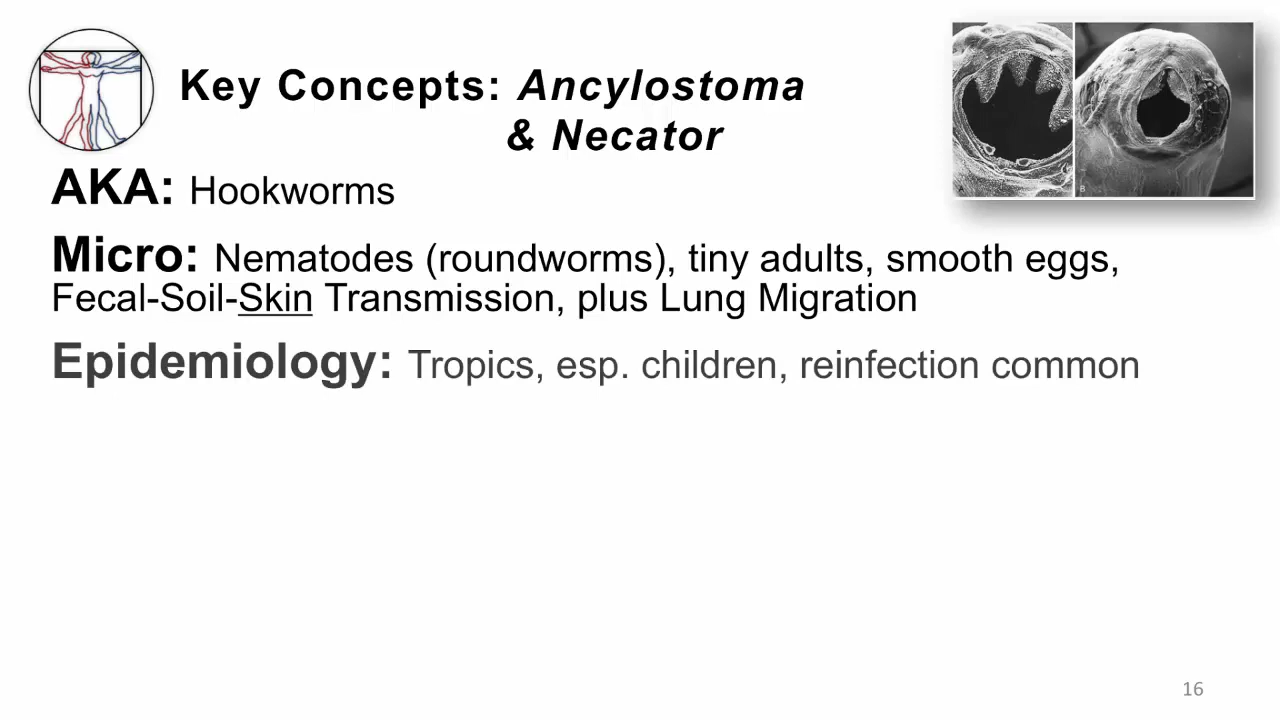 Key Concepts: Ancylostoma
& Necator
AKA: Hookworms
Micro: Nematodes (roundworms), tiny adults, smooth eggs,
Fecal-Soil-Skin Transmission, plus Lung Migration
Epidemiology: Tropics, esp. children, reinfection common
A
B
16